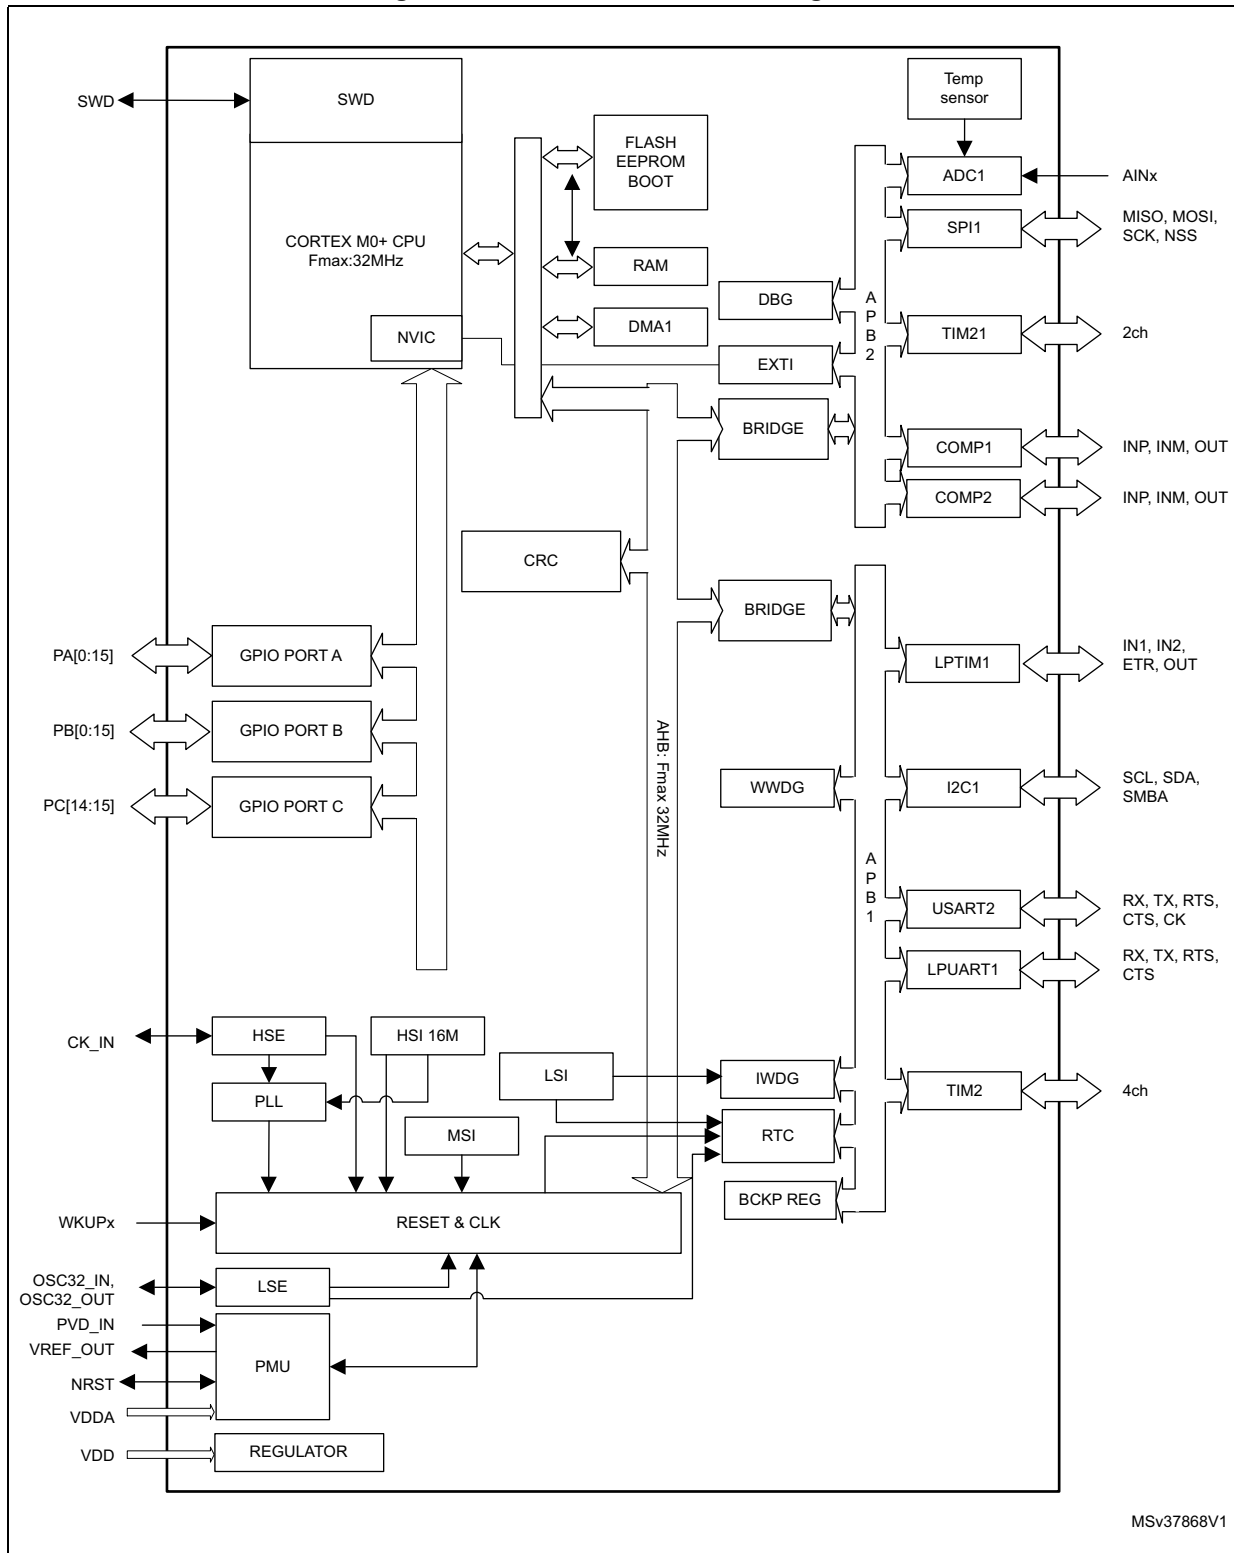 SWD
SWD
Temp
sensor
FLASH
EEPROM
BOOT
ADC1
AINx
SPI1
MISO, MOSI,
SCK, NSS
CORTEX M0+ CPU
Fmax:32MHz
RAM
DBG
A
P
B
2
DMA1
TIM21
2ch
NVIC
EXTI
BRIDGE
COMP1
INP, INM, OUT
COMP2
INP, INM, OUT
CRC
BRIDGE
PA[0:15]
GPIO PORT A
LPTIM1
IN1, IN2,
ETR, OUT
PB[0:15]
GPIO PORT B
AHB: Fmax 32MHz
PC[14:15]
GPIO PORT C
WWDG
I2C1
SCL, SDA,
SMBA
A
P
B
1
USART2
RX, TX, RTS,
CTS, CK
LPUART1
RX, TX, RTS,
CTS
CK_IN
HSE
HSI 16M
LSI
IWDG
TIM2
4ch
PLL
MSI
RTC
BCKP REG
WKUPx
RESET & CLK
OSC32_IN,
OSC32_OUT
LSE
PVD_IN
VREF_OUT
PMU
NRST
VDDA
VDD
REGULATOR
MSv37868V1